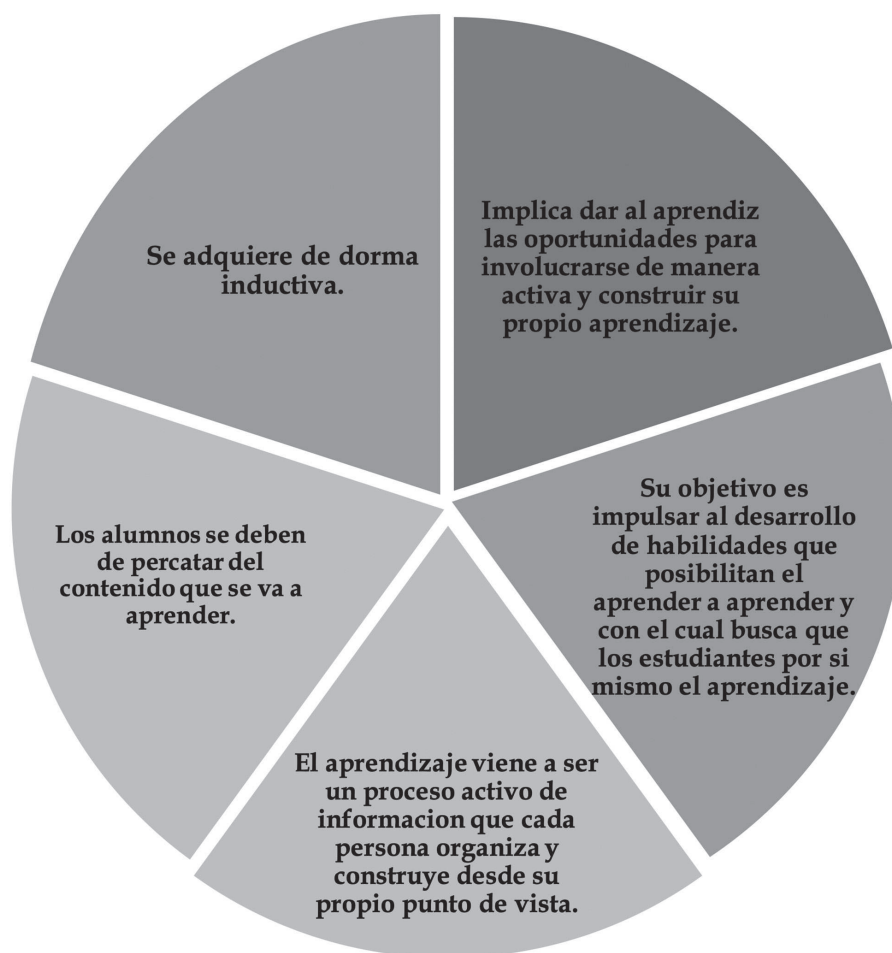 Implica dar al aprendiz
las oportunidades para
involucrarse de manera
activa y construir su
propio aprendizaje.
Su objetivo es
impulsar al desarrollo
de habilidades que
posibilitan el
aprender a aprender y
con el cual busca que
los estudiantes por si
mismo el aprendizaje.
El aprendizaje viene a ser
un proceso activo de
informacion que cada
persona organiza y
construye desde su
propio punto de vista.
Los alumnos se deben
de percatar del
contenido que se va a
aprender.
Se adquiere de dorma
inductiva.